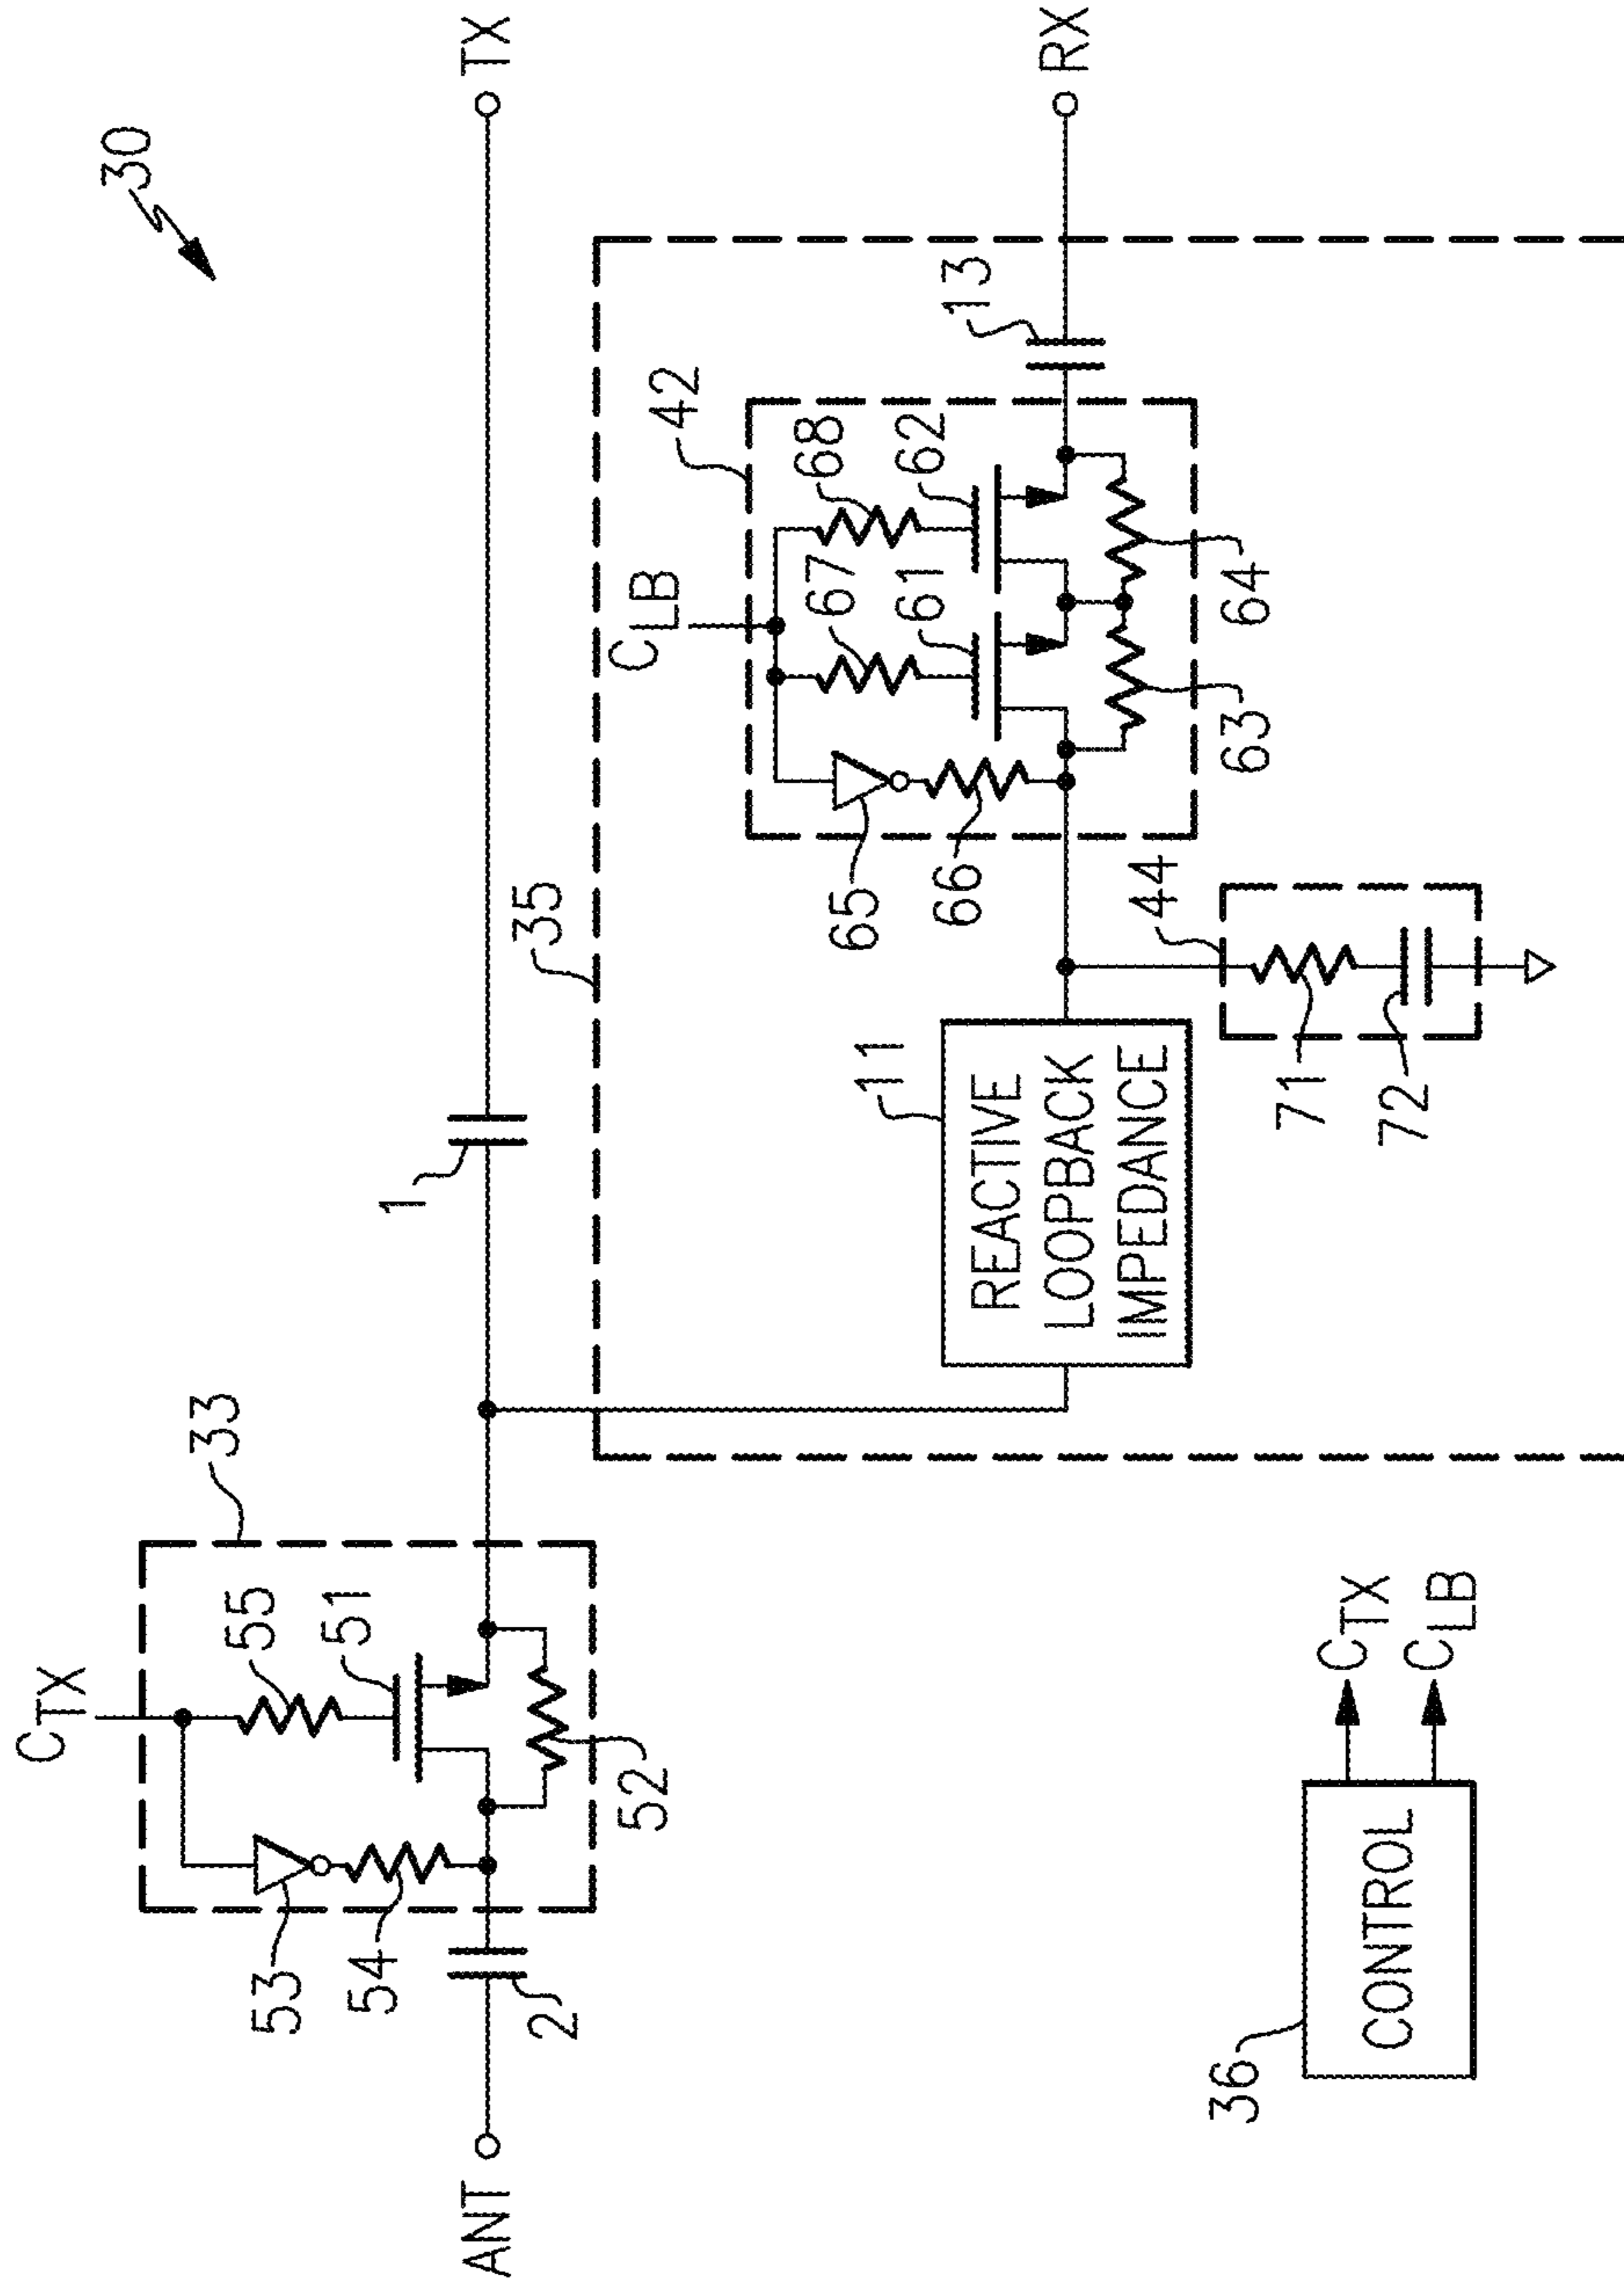 30
C_TX
33
55
51
53
54
52
2
ANT
1
TX
35
C_LB
42
68
67
62
61
65
66
63
64
13
RX
11
REACTIVE
LOOPBACK
IMPEDANCE
44
71
72
36
CONTROL
C_TX
C_LB